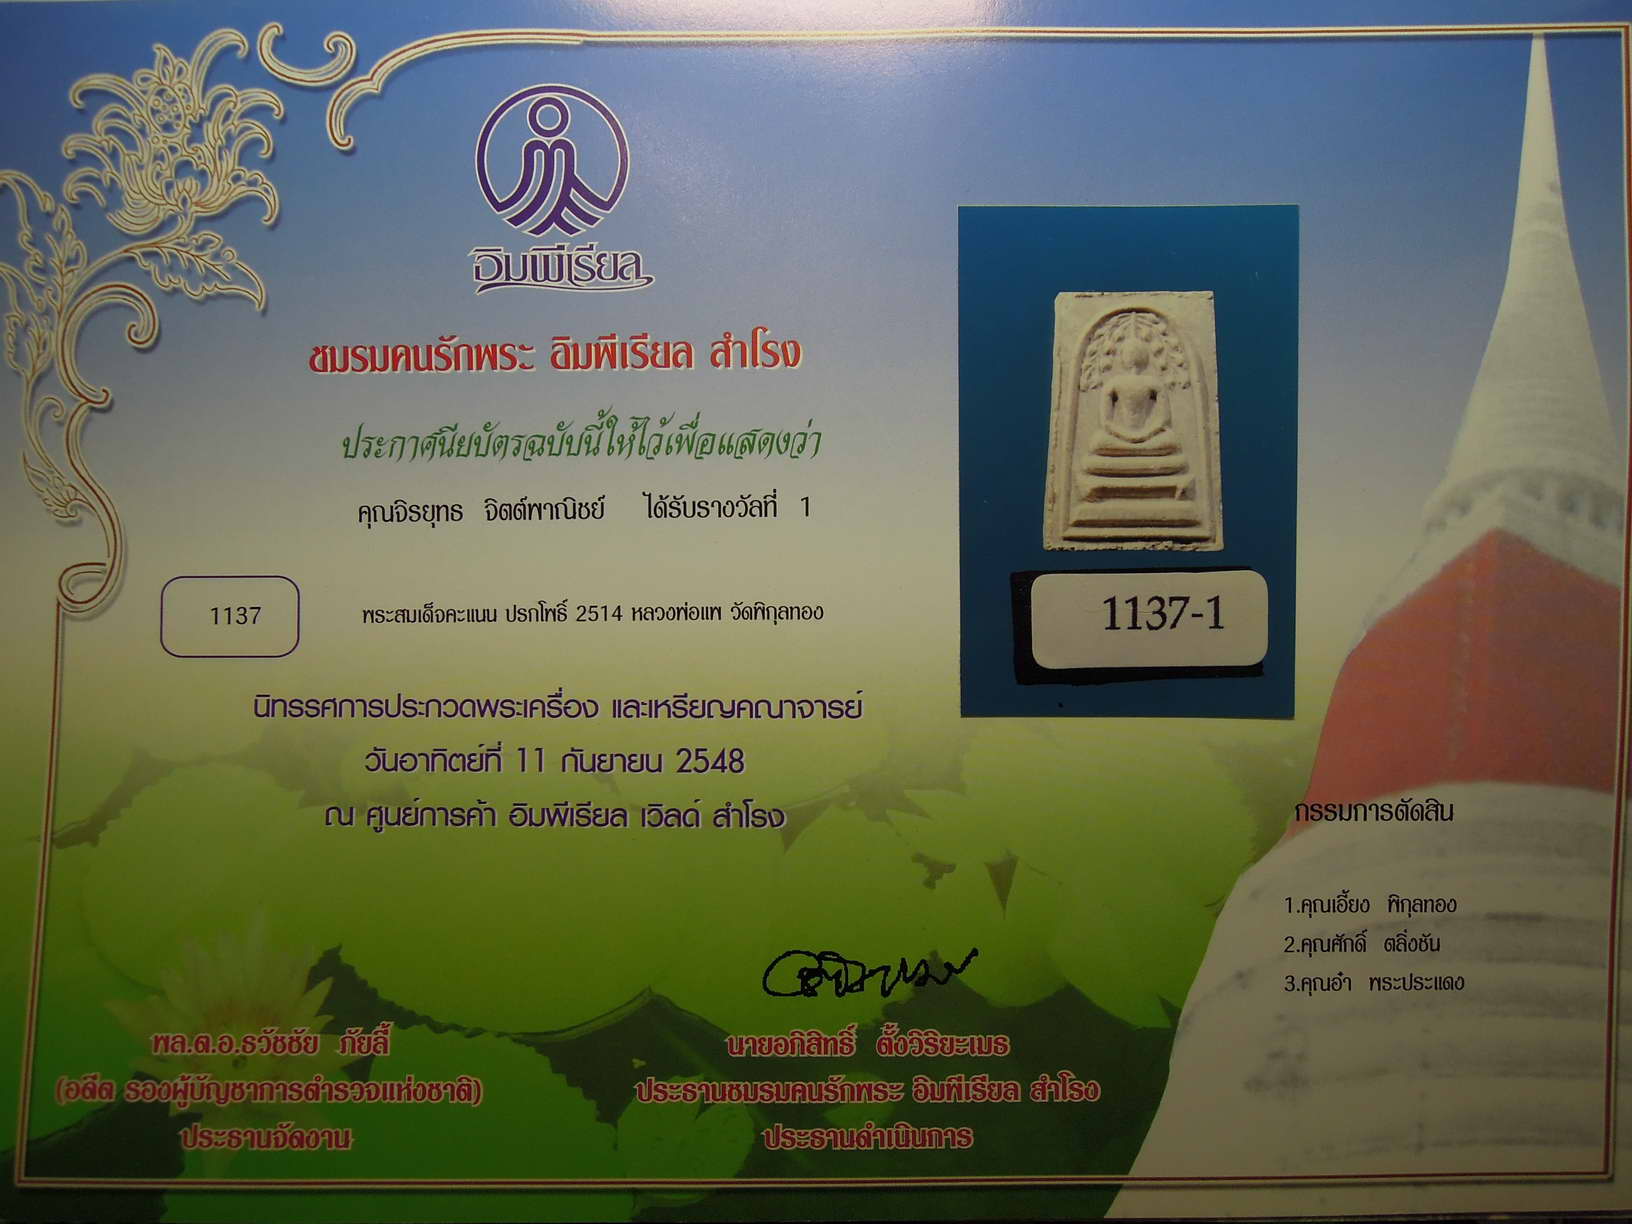 อิมพีเรียล
ชมรมคนรักพระ อิมพีเรียล สำโรง
ประกาศนียบัตรฉบับนี้ให้ไว้เพื่อแสดงว่า
คุณจิรยุทธ จิตต์พาณิชย์ ได้รับรางวัลที่ 1
1137
พระสมเด็จคะแนน ปรกโพธิ์ 2514 หลวงพ่อแพ วัดพิกุลทอง
1137-1
นิทรรศการประกวดพระเครื่อง และเหรียญคณาจารย์
วันอาทิตย์ที่ 11 กันยายน 2548
ณ ศูนย์การค้า อิมพีเรียล เวิลด์ สำโรง
กรรมการตัดสิน
1.คุณเอี้ยง พิกุลทอง
2.คุณศักดิ์ ตลิ่งชัน
3.คุณอ๋า พระประแดง
พล.ต.อ.ธวัชชัย ภัยลี้
(อดีต รองผู้บัญชาการตำรวจแห่งชาติ)
ประธานจัดงาน
นายอภิสิทธิ์ ตั้งวิริยะเมธ
ประธานชมรมคนรักพระ อิมพีเรียล สำโรง
ประธานดำเนินการ